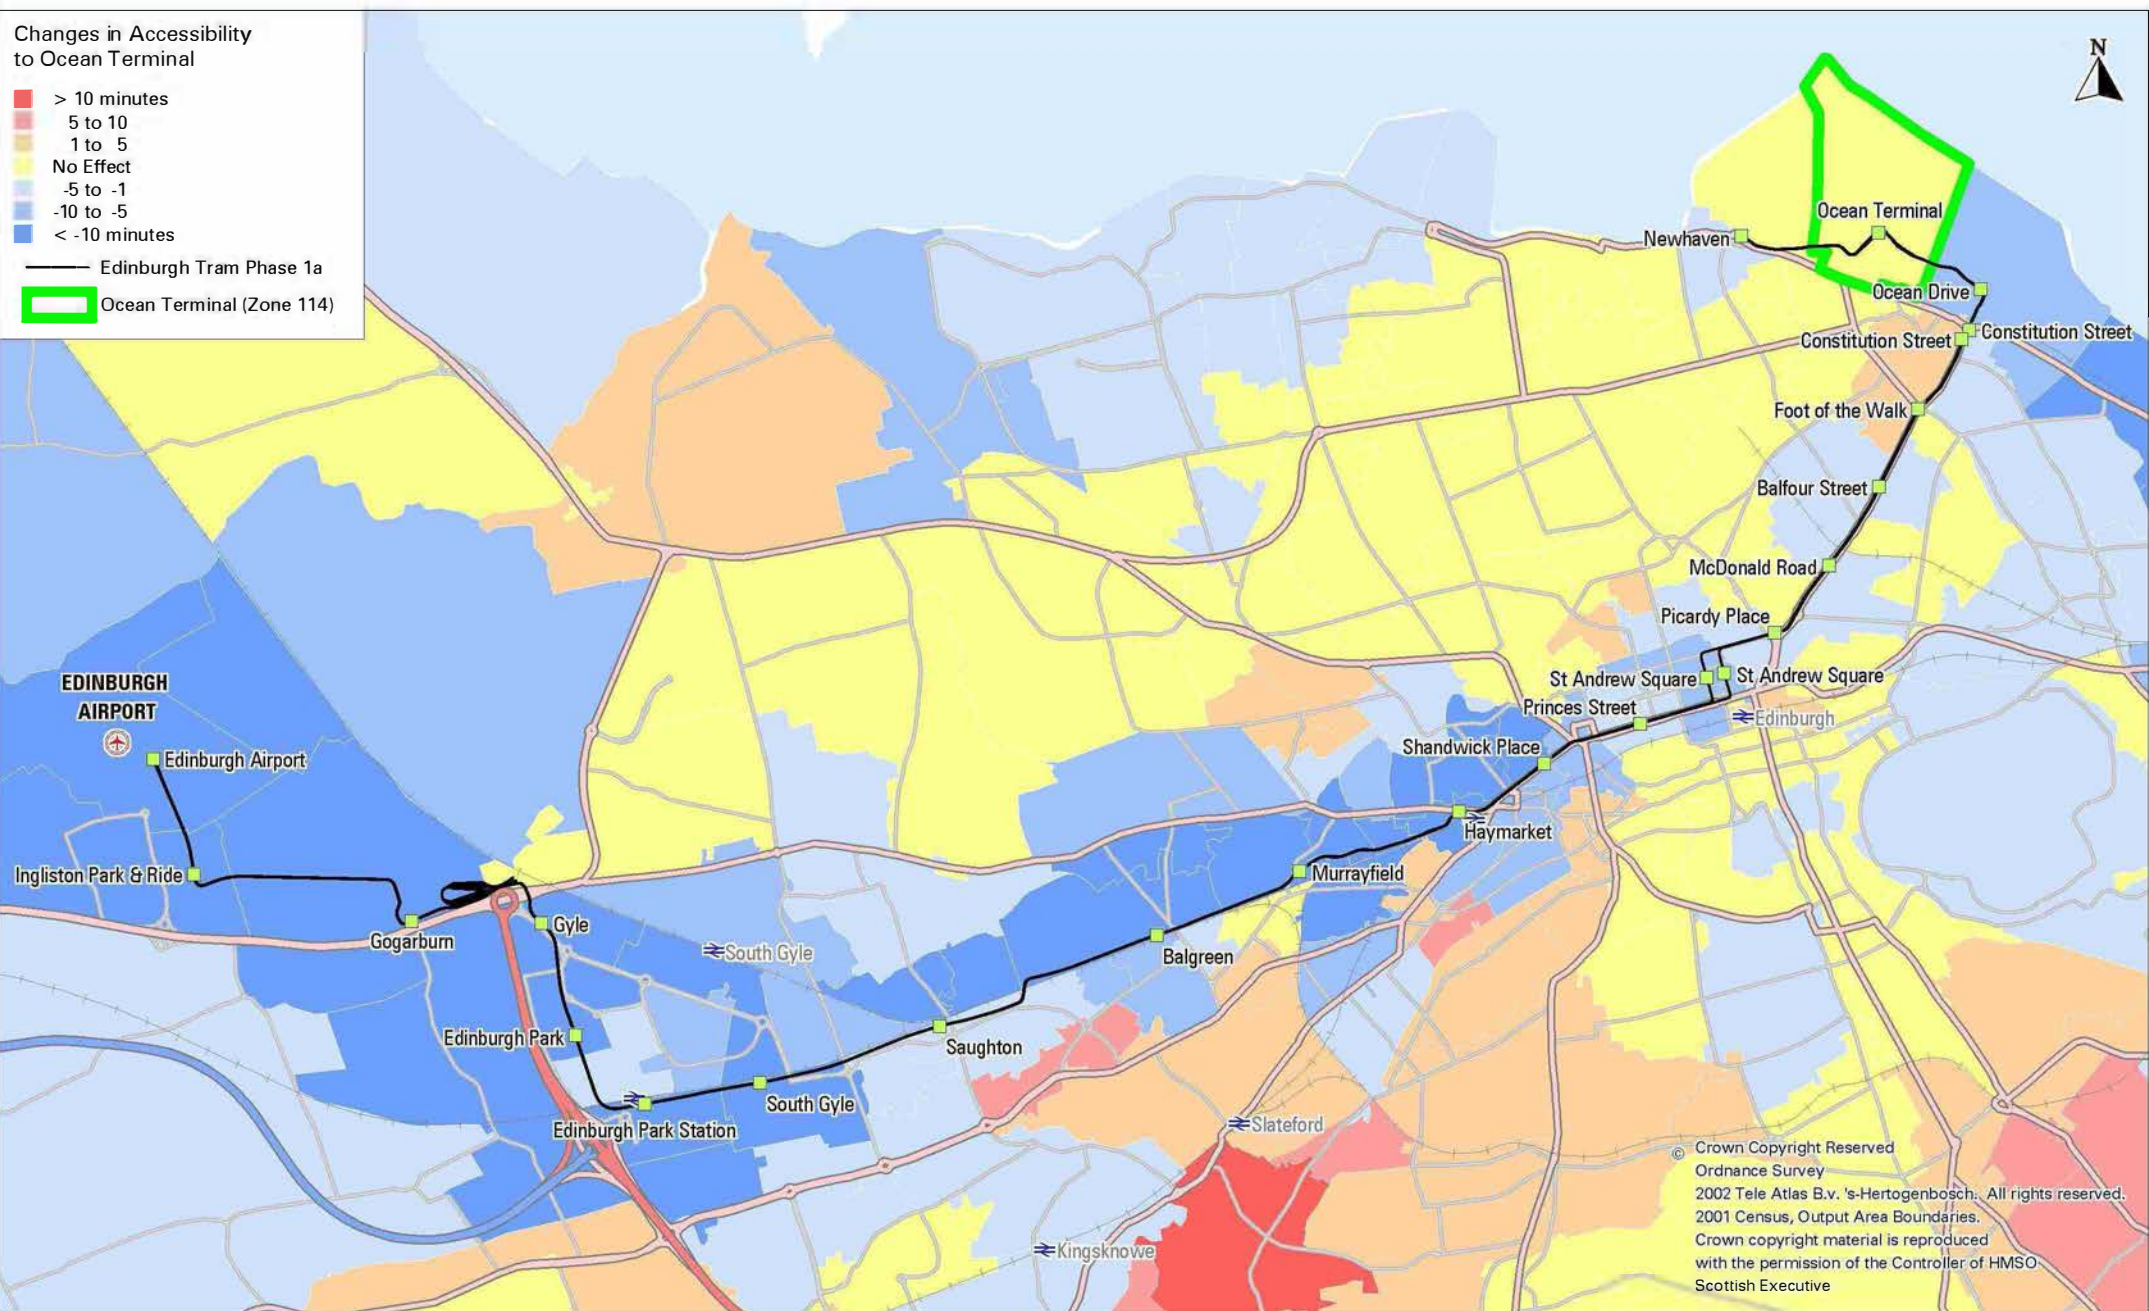 Changes in Accessibility
to Ocean Terminal
> 10 minutes
5 to 10
1 to 5
No Effect
-5 to -1
-10 to -5
< -10 minutes
Edinburgh Tram Phase 1a
Ocean Terminal (Zone 114)
N
Ocean Terminal
Newhaven
Ocean Drive
Constitution Street
Constitution Street
Foot of the Walk
Balfour Street
McDonald Road
Picardy Place
St Andrew Square
St Andrew Square
Princes Street
Edinburgh
Shandwick Place
Haymarket
Murrayfield
Balgreen
Saughton
South Gyle
South Gyle
Edinburgh Park Station
Edinburgh Park
Gyle
Gogarburn
Ingliston Park & Ride
Edinburgh Airport
EDINBURGH
AIRPORT
Slateford
Kingsknowe
© Crown Copyright Reserved
Ordnance Survey
2002 Tele Atlas B.v. 's-Hertogenbosch. All rights reserved.
2001 Census, Output Area Boundaries.
Crown copyright material is reproduced
with the permission of the Controller of HMSO
Scottish Executive